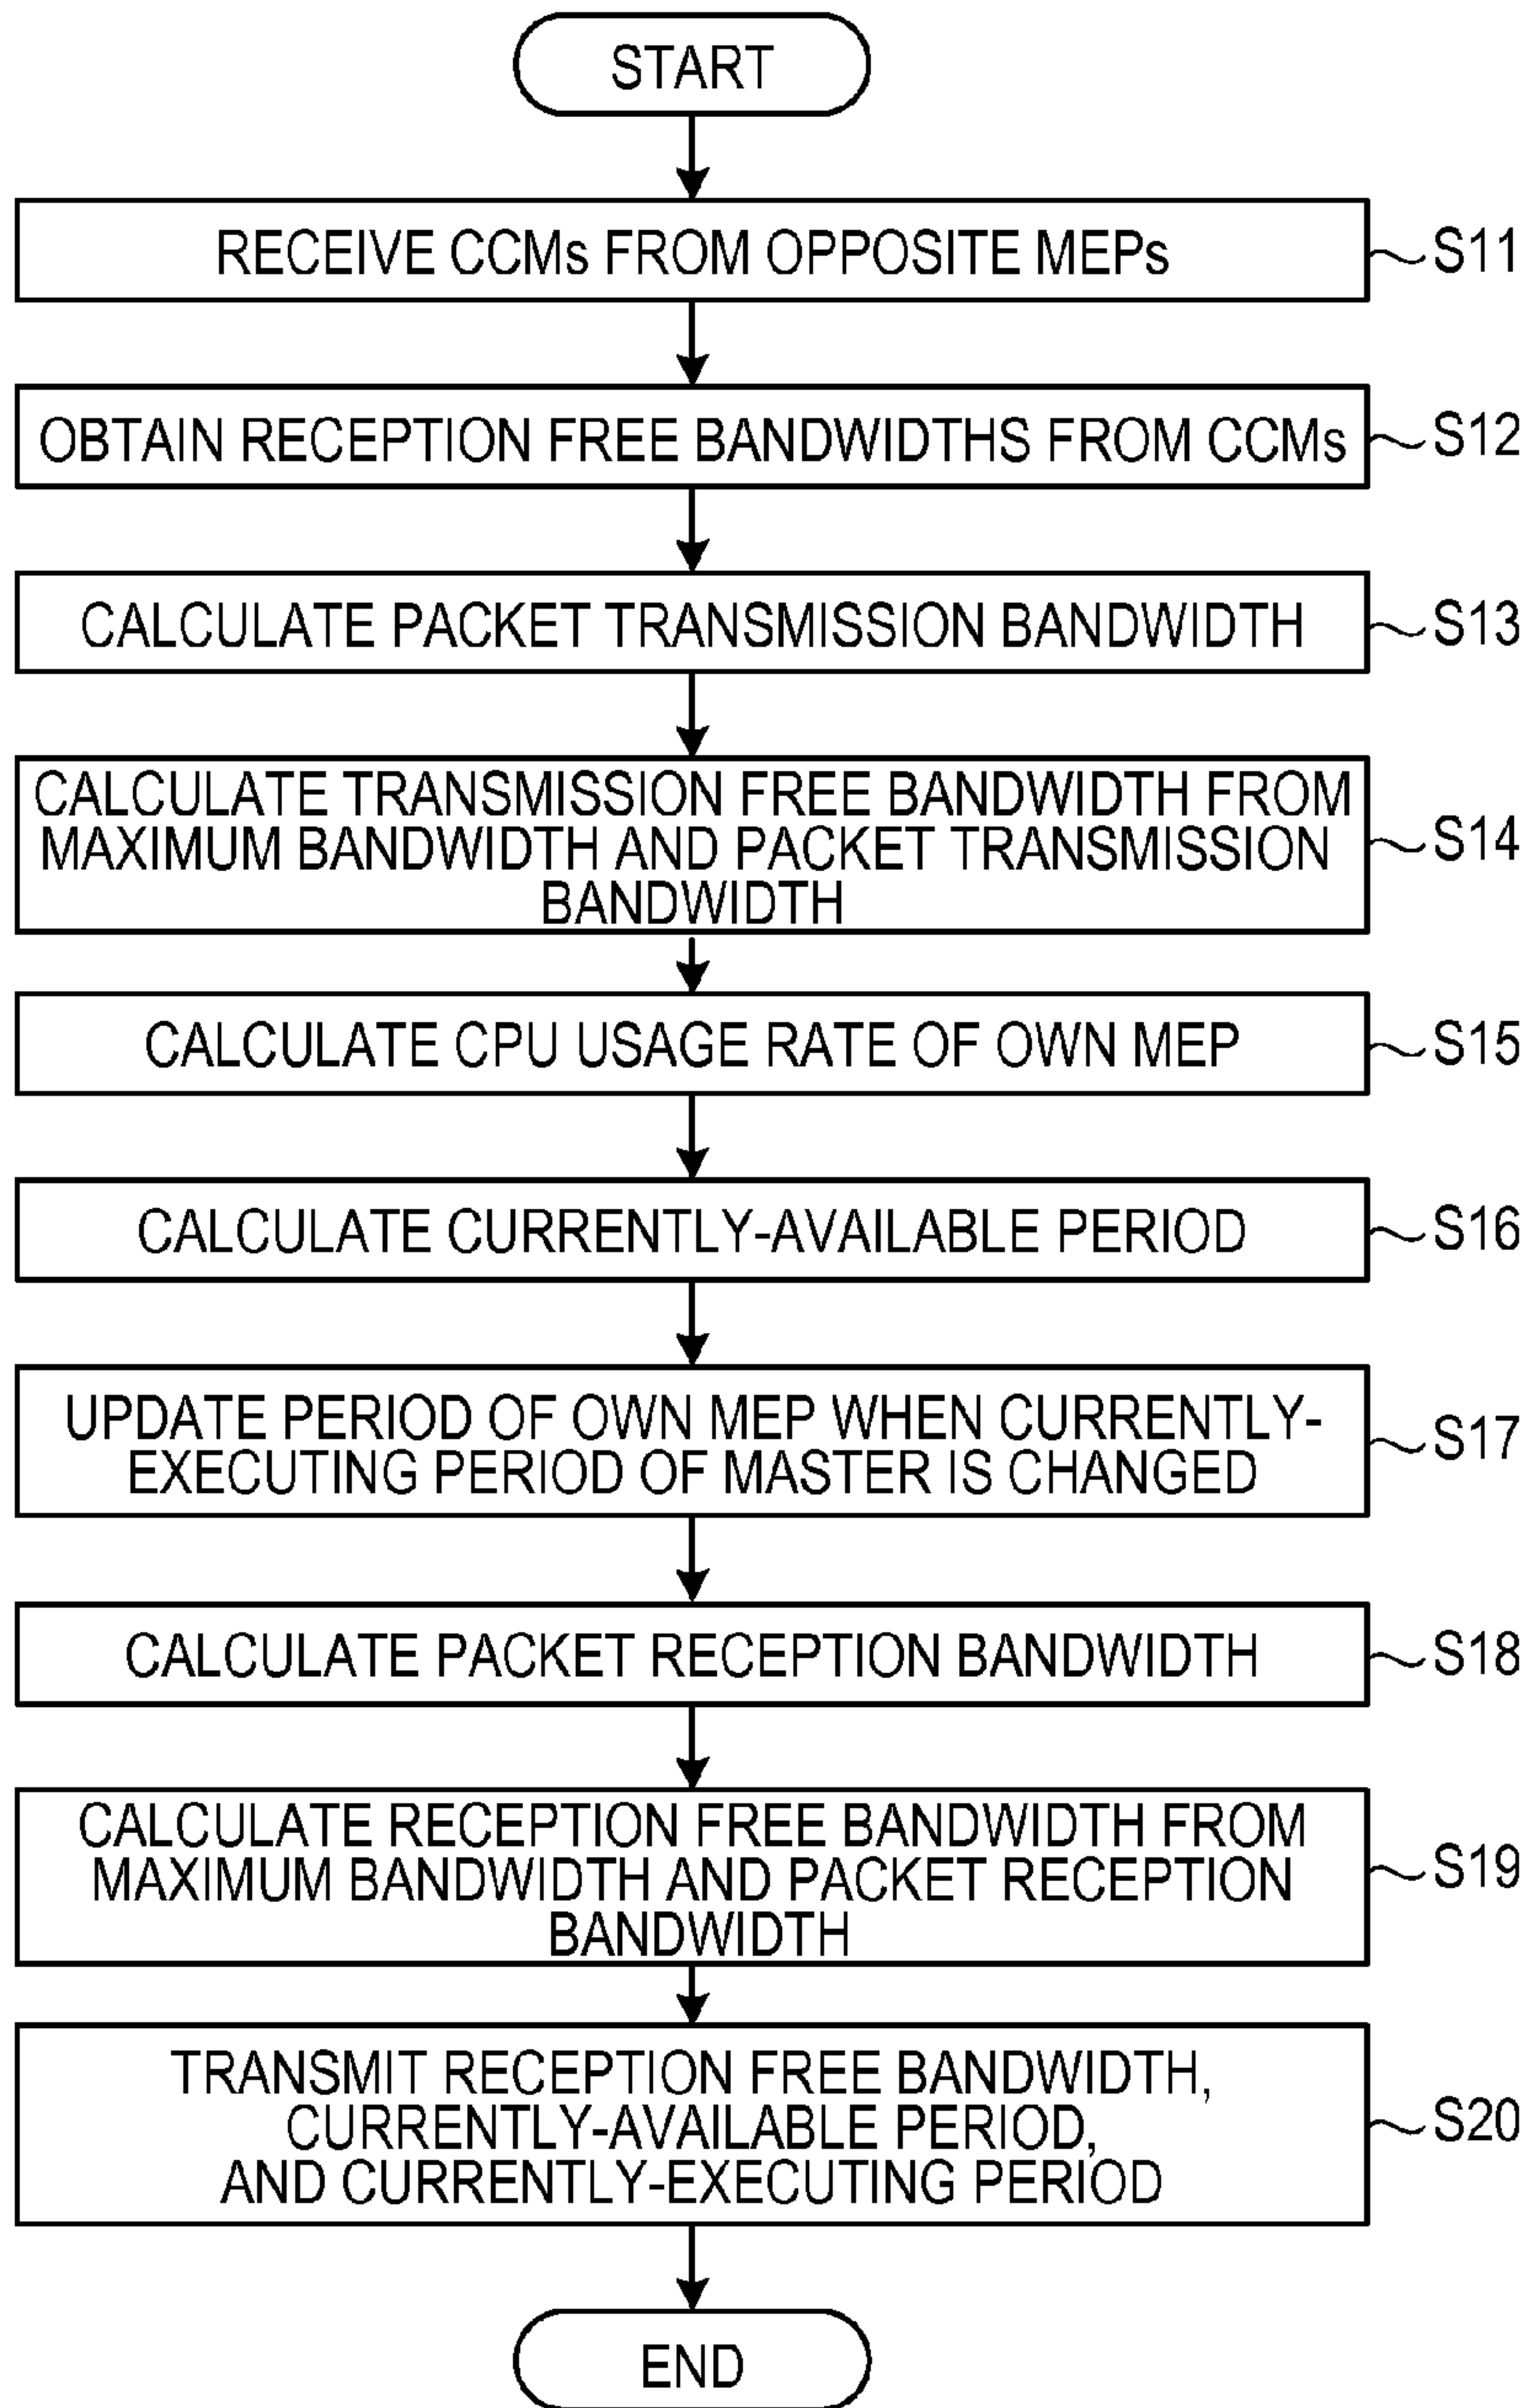 START
RECEIVE CCMs FROM OPPOSITE MEPs
S11
OBTAIN RECEPTION FREE BANDWIDTHS FROM CCMs
S12
CALCULATE PACKET TRANSMISSION BANDWIDTH
S13
CALCULATE TRANSMISSION FREE BANDWIDTH FROM
MAXIMUM BANDWIDTH AND PACKET TRANSMISSION
BANDWIDTH
S14
CALCULATE CPU USAGE RATE OF OWN MEP
S15
CALCULATE CURRENTLY-AVAILABLE PERIOD
S16
UPDATE PERIOD OF OWN MEP WHEN CURRENTLY-
EXECUTING PERIOD OF MASTER IS CHANGED
S17
CALCULATE PACKET RECEPTION BANDWIDTH
S18
CALCULATE RECEPTION FREE BANDWIDTH FROM
MAXIMUM BANDWIDTH AND PACKET RECEPTION
BANDWIDTH
S19
TRANSMIT RECEPTION FREE BANDWIDTH,
CURRENTLY-AVAILABLE PERIOD,
AND CURRENTLY-EXECUTING PERIOD
S20
END